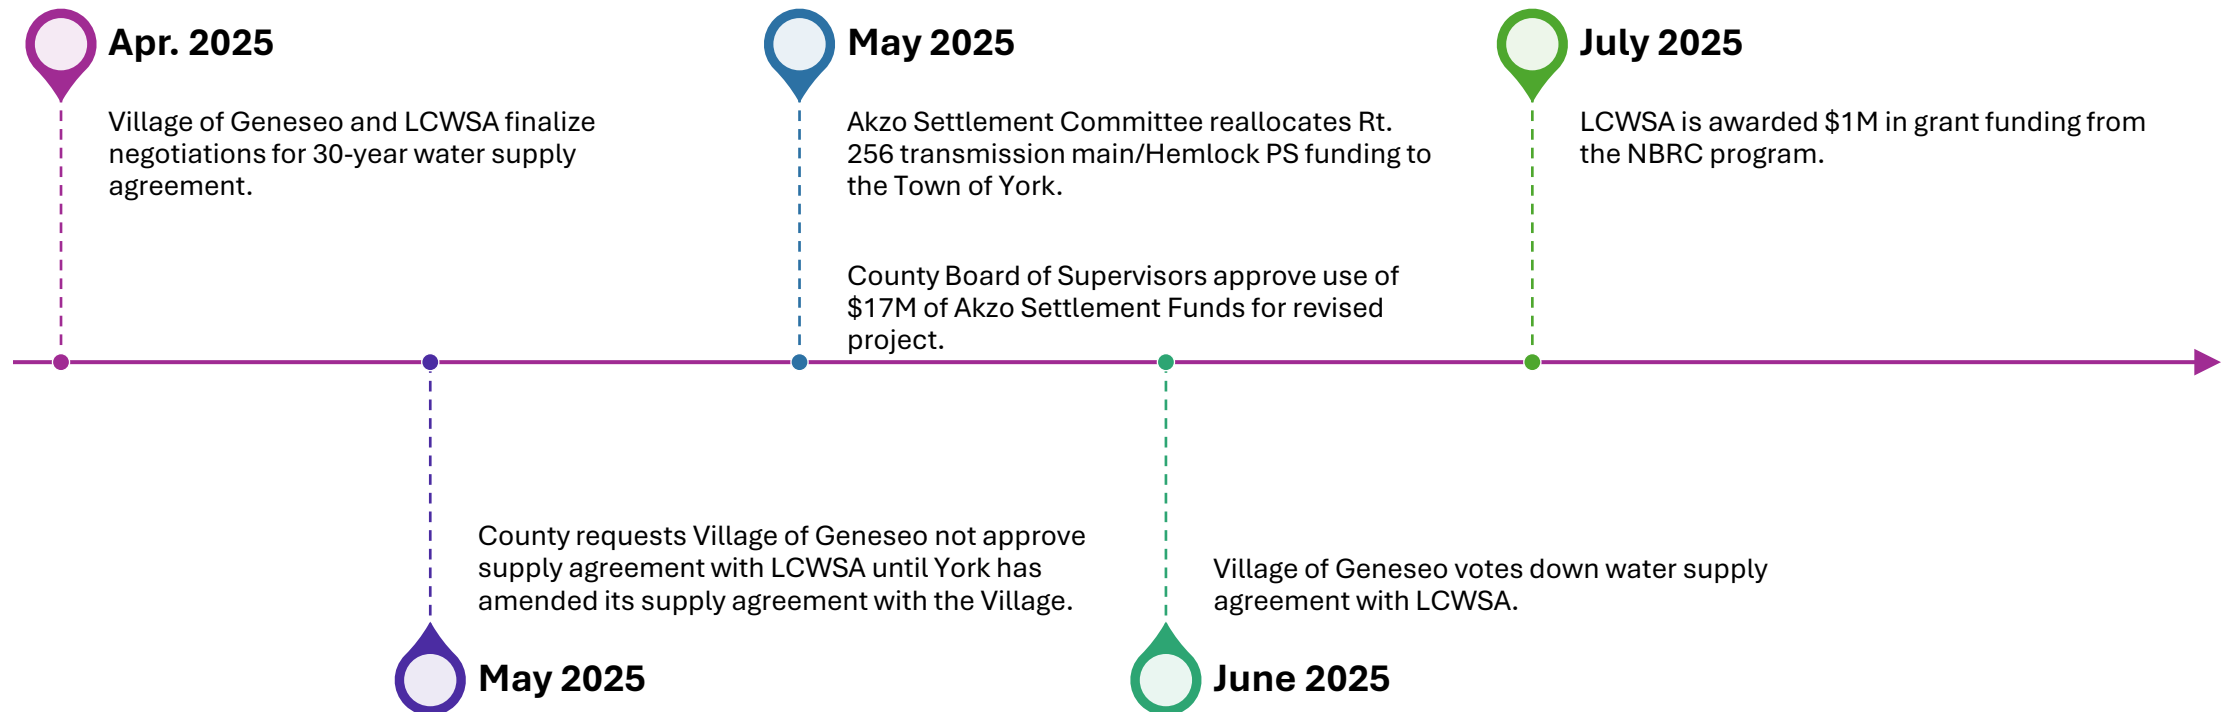 Apr. 2025
Village of Geneseo and LCWSA finalize
negotiations for 30-year water supply
agreement.
County requests Village of Geneseo not approve
supply agreement with LCWSA until York has
amended its supply agreement with the Village.
May 2025
May 2025
Akzo Settlement Committee reallocates Rt.
256 transmission main/Hemlock PS funding to
the Town of York.
County Board of Supervisors approve use of
$17M of Akzo Settlement Funds for revised
project.
Village of Geneseo votes down water supply
agreement with LCWSA.
June 2025
July 2025
LCWSA is awarded $1M in grant funding from
the NBRC program.